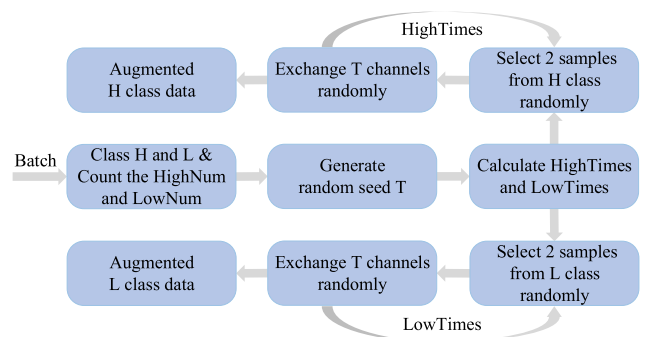 HighTimes
Augmented
H class data
Exchange T channels
randomly
Select 2 samples
from H class
randomly
Batch
Class H and L &
Count the HighNum
and LowNum
Generate
random seed T
Calculate HighTimes
and LowTimes
Augmented
L class data
Exchange T channels
randomly
Select 2 samples
from L class
randomly
LowTimes